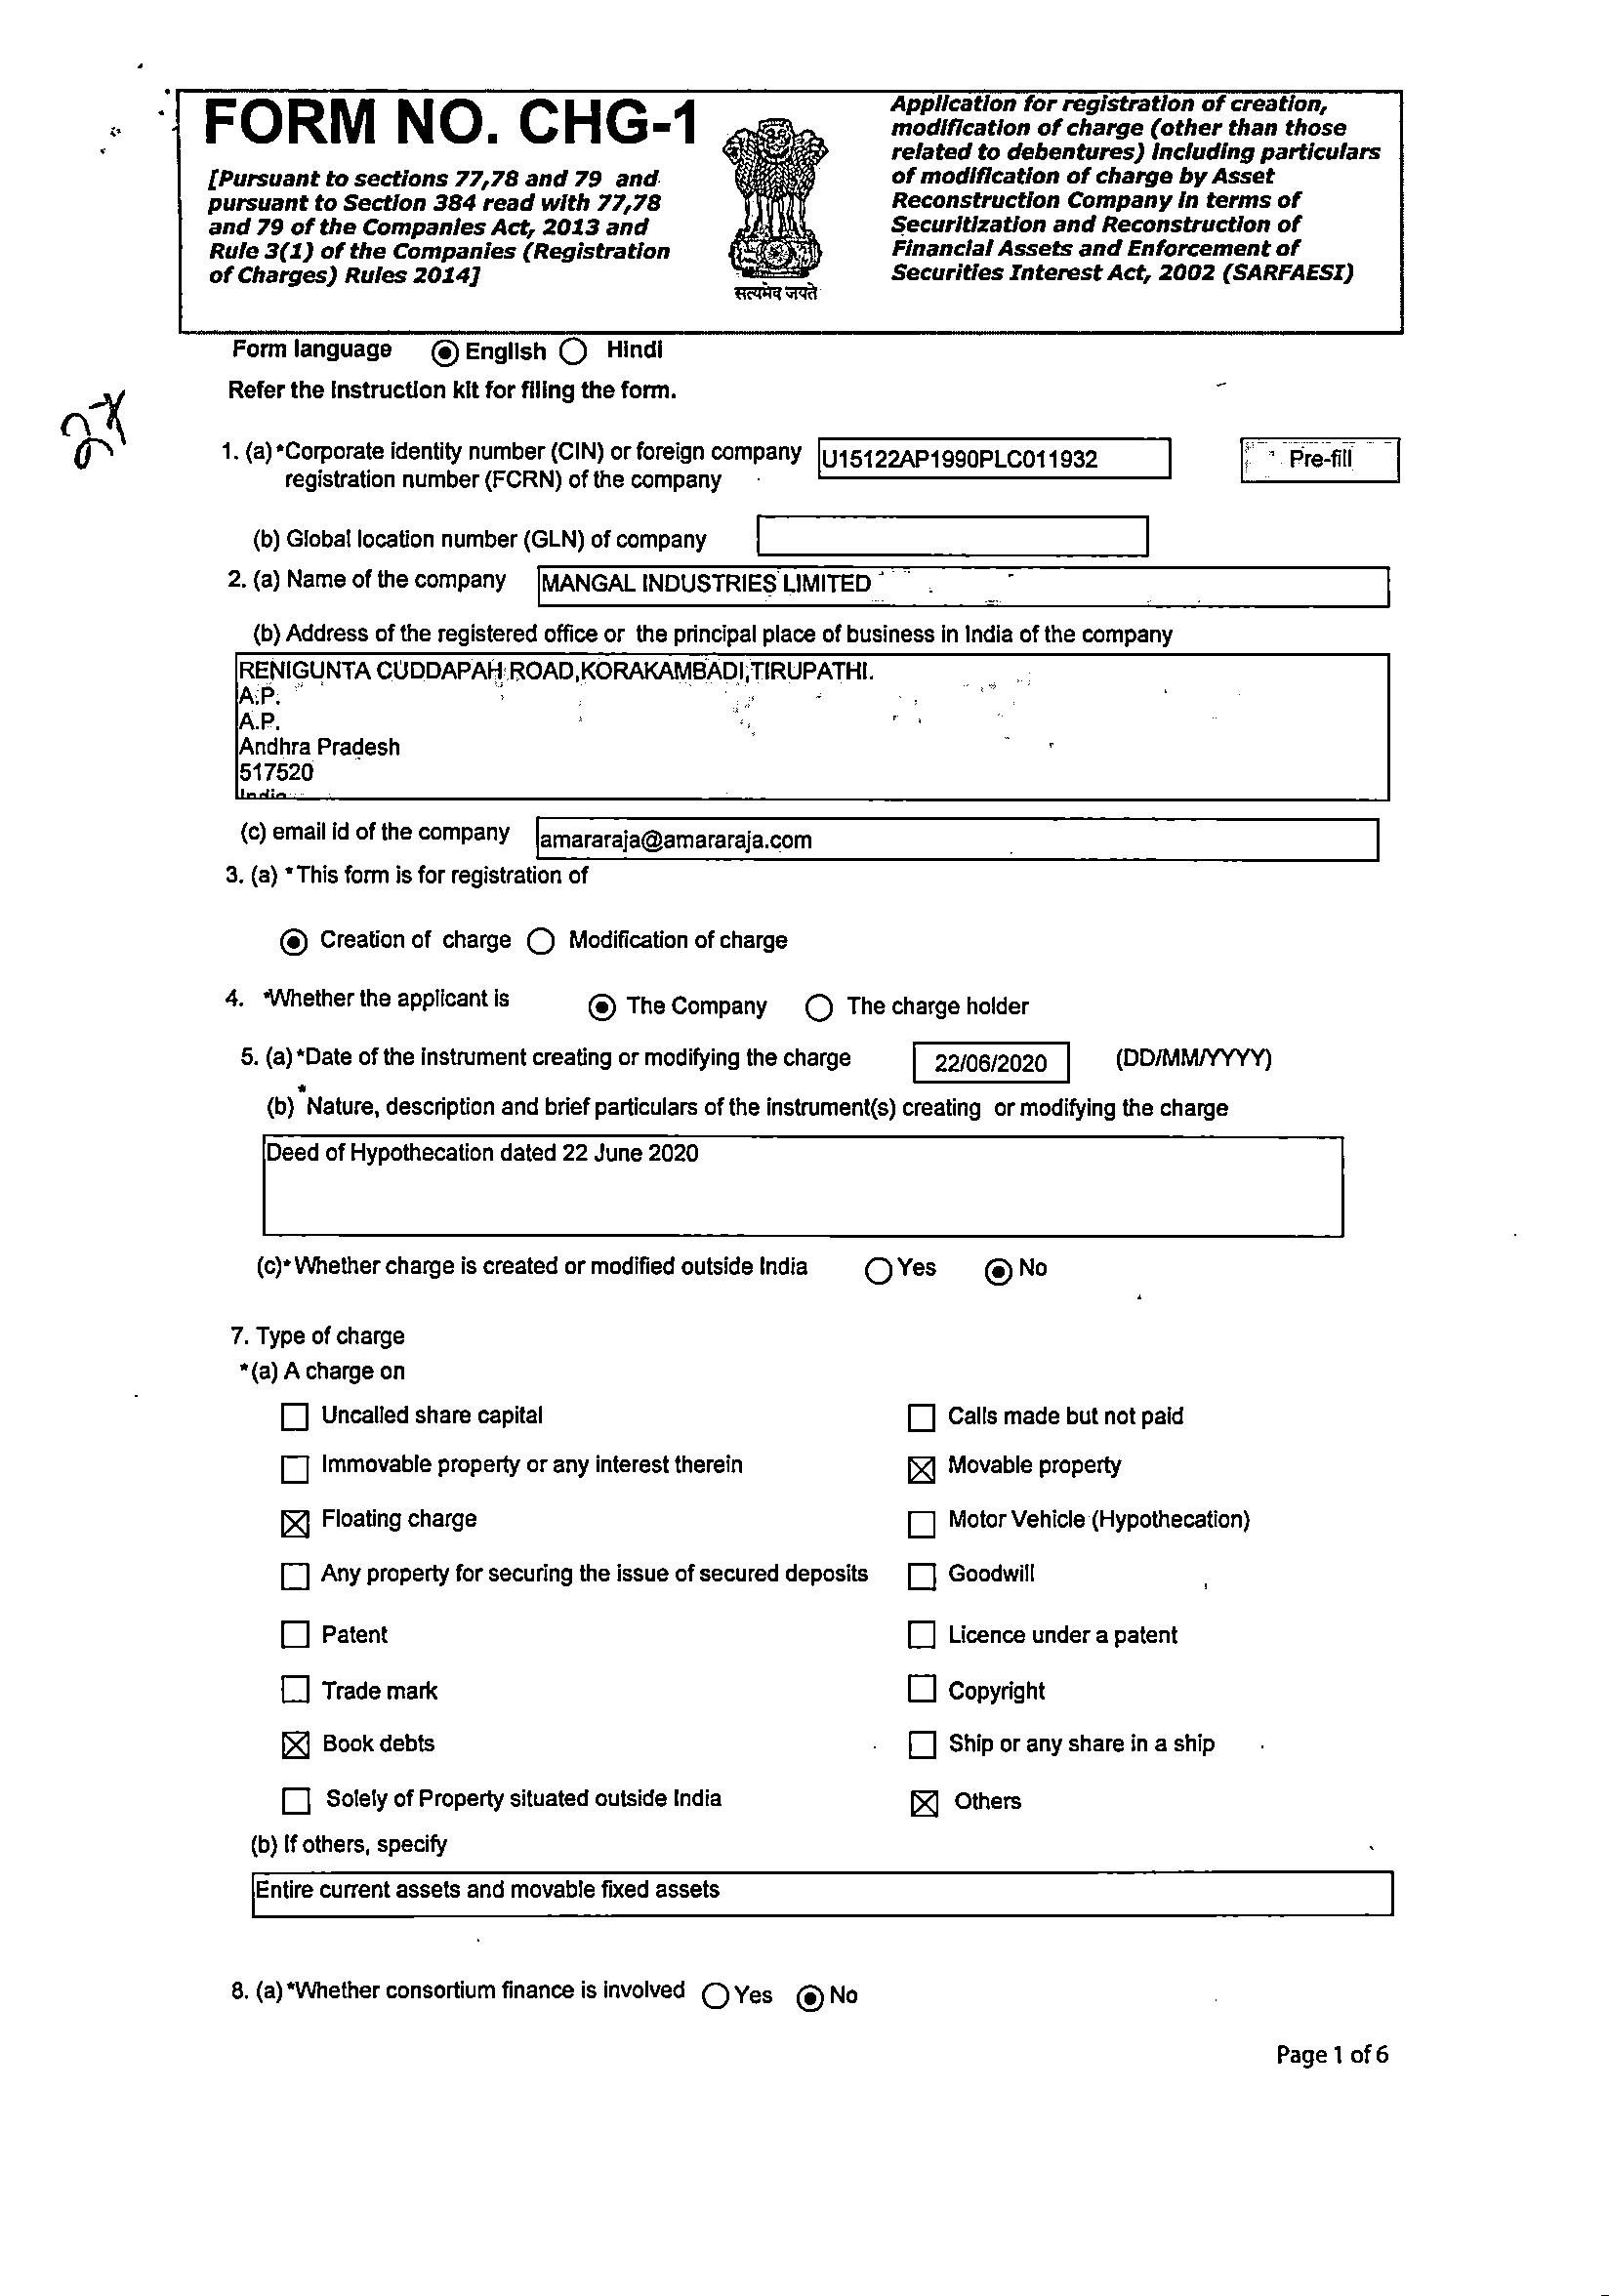 FORM NO. CHG-1
[Pursuant to sections 77,78 and 79 and
pursuant to Section 384 read with 77,78
and 79 of the Companies Act, 2013 and
Rule 3(1) of the Companies (Registration
of Charges) Rules 2014]
सत्यमेव जयते
Application for registration of creation,
modification of charge (other than those
related to debentures) including particulars
of modification of charge by Asset
Reconstruction Company in terms of
Securitization and Reconstruction of
Financial Assets and Enforcement of
Securities Interest Act, 2002 (SARFAESI)
Form language English Hindi
Refer the instruction kit for filing the form.
1. (a) *Corporate identity number (CIN) or foreign company U15122AP1990PLC011932 Pre-fill
registration number (FCRN) of the company
(b) Global location number (GLN) of company
2. (a) Name of the company MANGAL INDUSTRIES LIMITED
(b) Address of the registered office or the principal place of business in India of the company
RENIGUNTA CUDDAPAH ROAD,KORAKAMBADI,TIRUPATHI.
A.P.
A.P.
Andhra Pradesh
517520
India
(c) email id of the company amararaja@amararaja.com
3. (a) *This form is for registration of
Creation of charge Modification of charge
4. *Whether the applicant is The Company The charge holder
5. (a) *Date of the instrument creating or modifying the charge 22/06/2020 (DD/MM/YYYY)
(b) *Nature, description and brief particulars of the instrument(s) creating or modifying the charge
Deed of Hypothecation dated 22 June 2020
(c)* Whether charge is created or modified outside India Yes No
7. Type of charge
*(a) A charge on
Uncalled share capital Calls made but not paid
Immovable property or any interest therein Movable property
Floating charge Motor Vehicle (Hypothecation)
Any property for securing the issue of secured deposits Goodwill
Patent Licence under a patent
Trade mark Copyright
Book debts Ship or any share in a ship
Solely of Property situated outside India Others
(b) If others, specify
Entire current assets and movable fixed assets
8. (a) *Whether consortium finance is involved Yes No
Page 1 of 6